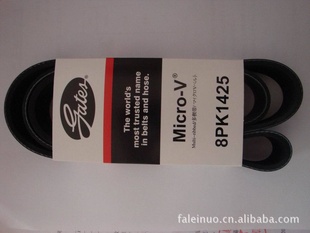 Gates
The world's
most trusted name
in belts and hose.
Micro-V®
8PK1425
faleinuo.cn.alibaba.com